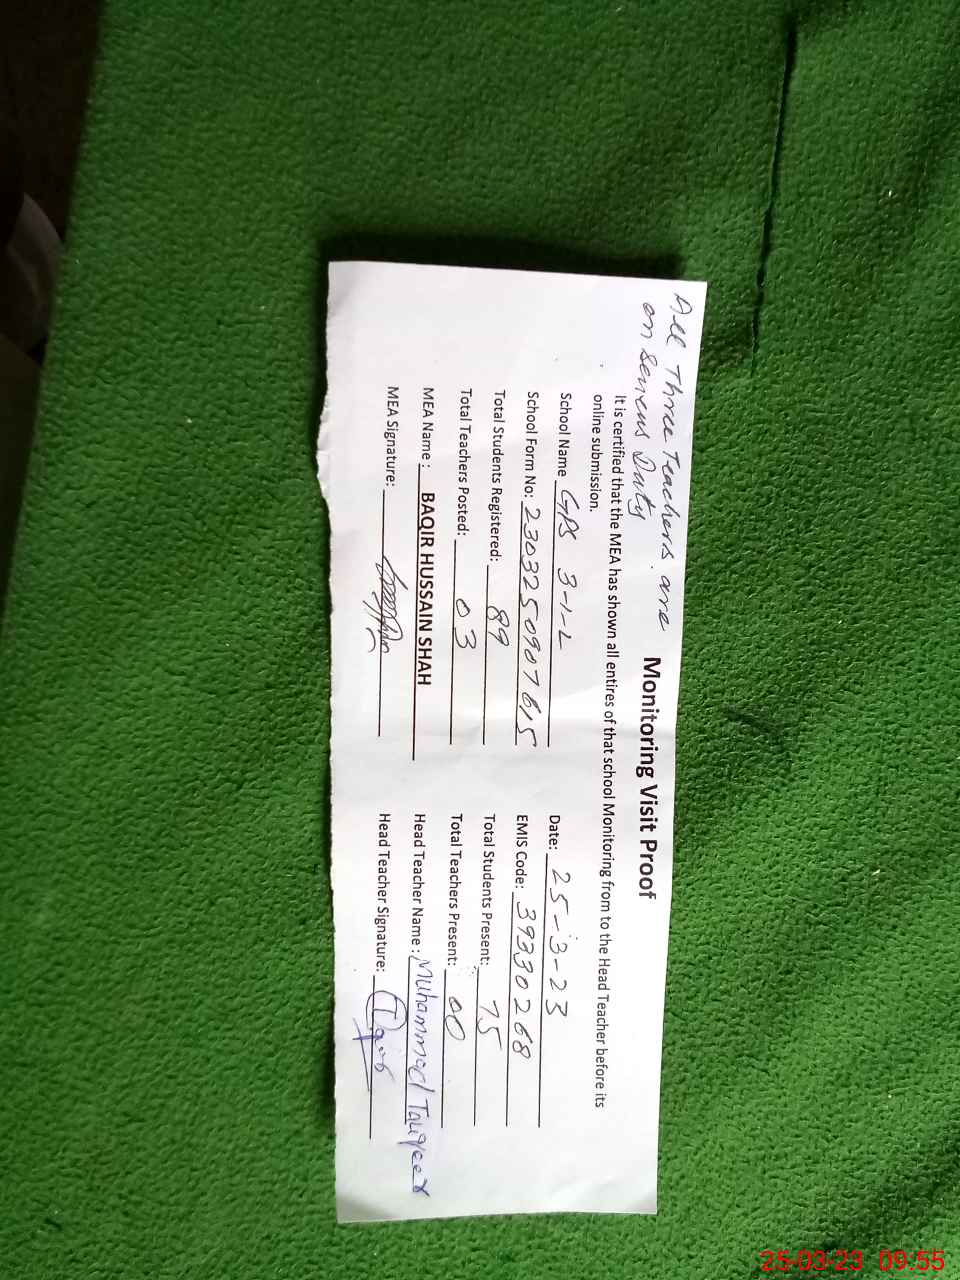 All Three Teachers are
on Census Duty
Monitoring Visit Proof
It is certified that the MEA has shown all entires of that school Monitoring from to the Head Teacher before its
online submission.
School Name GPS 3-1-L Date: 25-3-23
School Form No: 2303250907615 EMIS Code: 39330268
Total Students Registered: 89 Total Students Present: 75
Total Teachers Posted: 03 Total Teachers Present: 00
MEA Name : BAQIR HUSSAIN SHAH Head Teacher Name : Muhammad Tauqeer
MEA Signature: Head Teacher Signature:
25-03-23 09:55